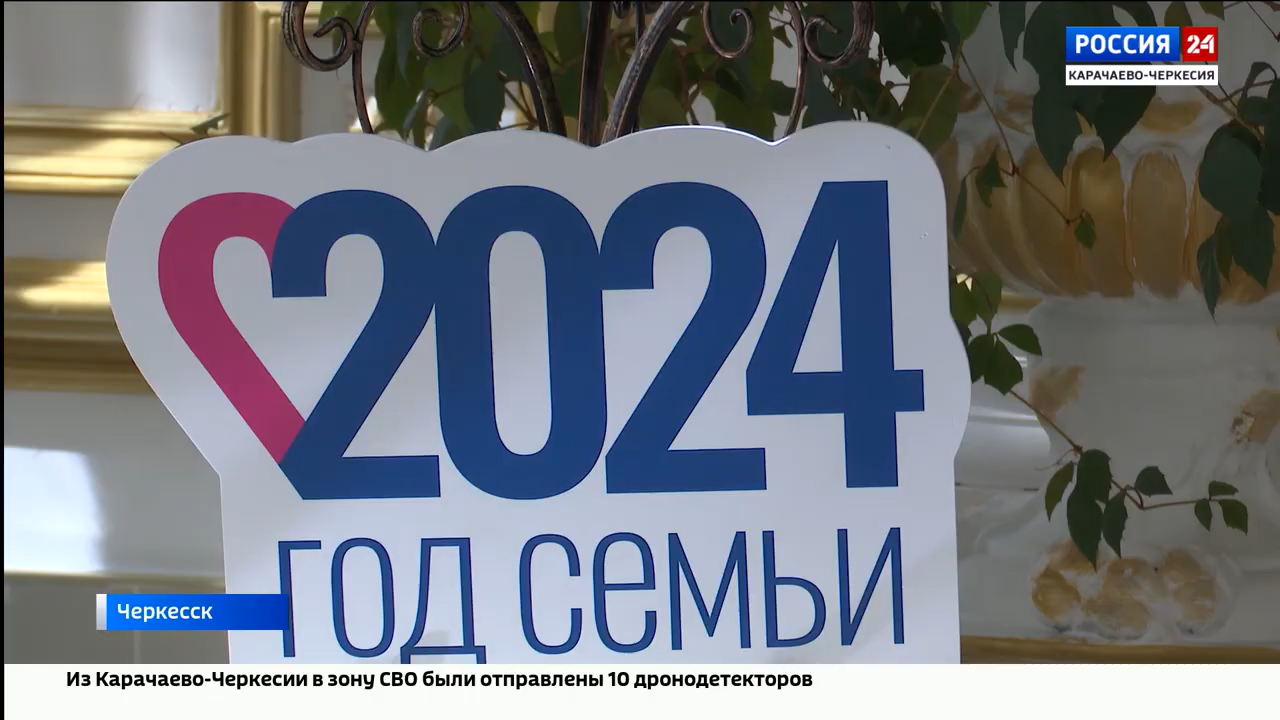 РОССИЯ 24
КАРАЧАЕВО-ЧЕРКЕСИЯ
2024
ГОД СЕМЬИ
Черкесск
Из Карачаево-Черкесии в зону СВО были отправлены 10 дронодетекторов